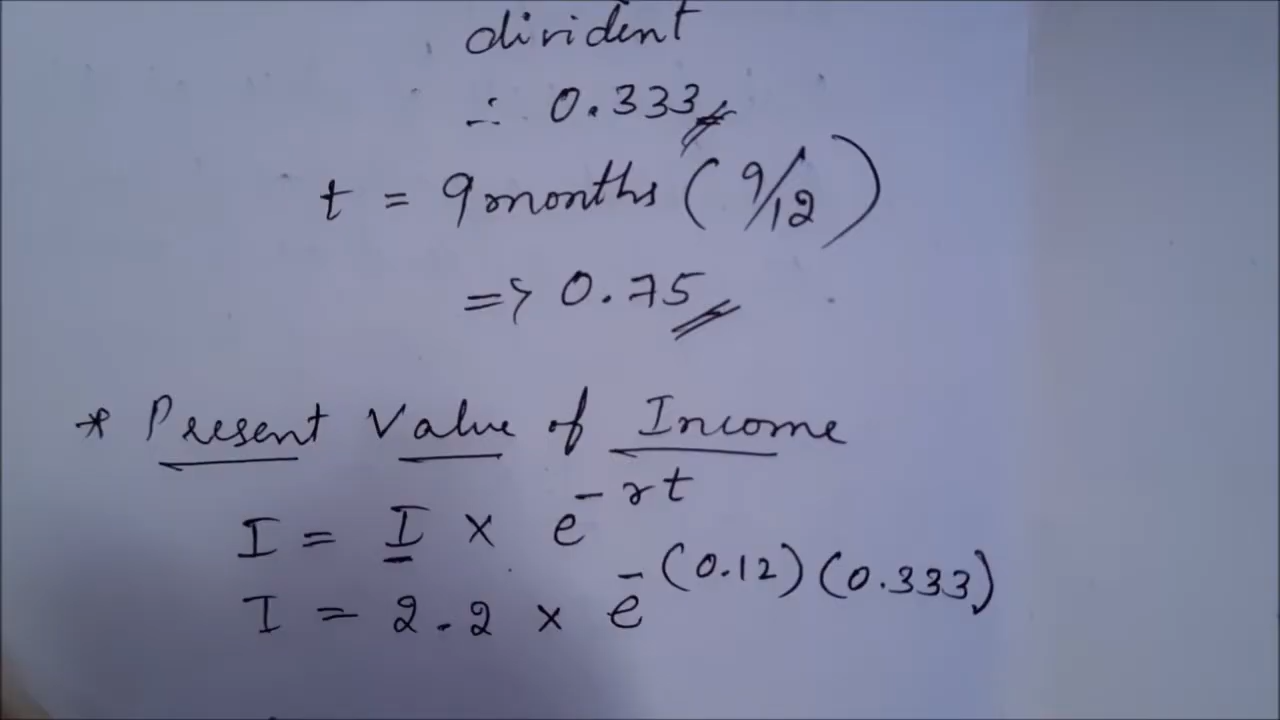 divident
∴ 0.333
t = 9 months (9/12)
=> 0.75
* Present Value of Income
I = I × e^-rt
I = 2.2 × e^-(0.12)(0.333)